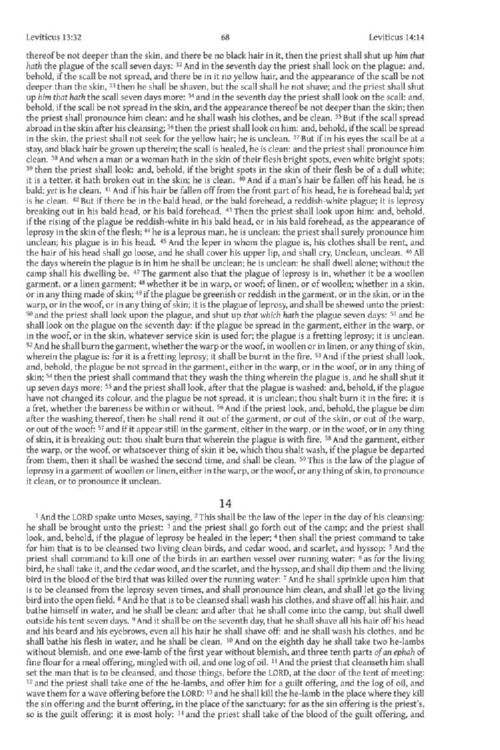 Leviticus 13:32 68 Leviticus 14:14
thereof be not deeper than the skin, and there be no black hair in it, then the priest shall shut up him that
hath the plague of the scall seven days: 32 And in the seventh day the priest shall look on the plague: and,
behold, if the scall be not spread, and there be in it no yellow hair, and the appearance of the scall be not
deeper than the skin, 33 then he shall be shaven, but the scall shall he not shave; and the priest shall shut
up him that hath the scall seven days more: 34 and in the seventh day the priest shall look on the scall: and,
behold, if the scall be not spread in the skin, and the appearance thereof be not deeper than the skin; then
the priest shall pronounce him clean: and he shall wash his clothes, and be clean. 35 But if the scall spread
abroad in the skin after his cleansing; 36 then the priest shall look on him: and, behold, if the scall be spread
in the skin, the priest shall not seek for the yellow hair; he is unclean. 37 But if in his eyes the scall be at a
stay, and black hair be grown up therein; the scall is healed, he is clean: and the priest shall pronounce him
clean. 38 And when a man or a woman hath in the skin of their flesh bright spots, even white bright spots;
39 then the priest shall look: and, behold, if the bright spots in the skin of their flesh be of a dull white;
it is a tetter, it hath broken out in the skin; he is clean. 40 And if a man's hair be fallen off his head, he is
bald; yet is he clean. 41 And if his hair be fallen off from the front part of his head, he is forehead bald; yet
is he clean. 42 But if there be in the bald head, or the bald forehead, a reddish-white plague; it is leprosy
breaking out in his bald head, or his bald forehead. 43 Then the priest shall look upon him: and, behold,
if the rising of the plague be reddish-white in his bald head, or in his bald forehead, as the appearance of
leprosy in the skin of the flesh; 44 he is a leprous man, he is unclean: the priest shall surely pronounce him
unclean; his plague is in his head. 45 And the leper in whom the plague is, his clothes shall be rent, and
the hair of his head shall go loose, and he shall cover his upper lip, and shall cry, Unclean, unclean. 46 All
the days wherein the plague is in him he shall be unclean; he is unclean: he shall dwell alone; without the
camp shall his dwelling be. 47 The garment also that the plague of leprosy is in, whether it be a woollen
garment, or a linen garment; 48 whether it be in warp, or woof; of linen, or of woollen; whether in a skin,
or in any thing made of skin; 49 if the plague be greenish or reddish in the garment, or in the skin, or in the
warp, or in the woof, or in any thing of skin; it is the plague of leprosy, and shall be shewed unto the priest:
50 and the priest shall look upon the plague, and shut up that which hath the plague seven days: 51 and he
shall look on the plague on the seventh day: if the plague be spread in the garment, either in the warp, or
in the woof, or in the skin, whatever service skin is used for; the plague is a fretting leprosy; it is unclean.
52 And he shall burn the garment, whether the warp or the woof, in woollen or in linen, or any thing of skin,
wherein the plague is: for it is a fretting leprosy; it shall be burnt in the fire. 53 And if the priest shall look,
and, behold, the plague be not spread in the garment, either in the warp, or in the woof, or in any thing of
skin; 54 then the priest shall command that they wash the thing wherein the plague is, and he shall shut it
up seven days more: 55 and the priest shall look, after that the plague is washed: and, behold, if the plague
have not changed its colour, and the plague be not spread, it is unclean; thou shalt burn it in the fire: it is
a fret, whether the bareness be within or without. 56 And if the priest look, and, behold, the plague be dim
after the washing thereof, then he shall rend it out of the garment, or out of the skin, or out of the warp,
or out of the woof: 57 and if it appear still in the garment, either in the warp, or in the woof, or in any thing
of skin, it is breaking out: thou shalt burn that wherein the plague is with fire. 58 And the garment, either
the warp, or the woof, or whatsoever thing of skin it be, which thou shalt wash, if the plague be departed
from them, then it shall be washed the second time, and shall be clean. 59 This is the law of the plague of
leprosy in a garment of woollen or linen, either in the warp, or the woof, or any thing of skin, to pronounce
it clean, or to pronounce it unclean.
14
1 And the LORD spake unto Moses, saying, 2 This shall be the law of the leper in the day of his cleansing:
he shall be brought unto the priest: 3 and the priest shall go forth out of the camp; and the priest shall
look, and, behold, if the plague of leprosy be healed in the leper; 4 then shall the priest command to take
for him that is to be cleansed two living clean birds, and cedar wood, and scarlet, and hyssop: 5 And the
priest shall command to kill one of the birds in an earthen vessel over running water: 6 as for the living
bird, he shall take it, and the cedar wood, and the scarlet, and the hyssop, and shall dip them and the living
bird in the blood of the bird that was killed over the running water: 7 And he shall sprinkle upon him that
is to be cleansed from the leprosy seven times, and shall pronounce him clean, and shall let go the living
bird into the open field. 8 And he that is to be cleansed shall wash his clothes, and shave off all his hair, and
bathe himself in water, and he shall be clean: and after that he shall come into the camp, but shall dwell
outside his tent seven days. 9 And it shall be on the seventh day, that he shall shave all his hair off his head
and his beard and his eyebrows, even all his hair he shall shave off: and he shall wash his clothes, and he
shall bathe his flesh in water, and he shall be clean. 10 And on the eighth day he shall take two he-lambs
without blemish, and one ewe-lamb of the first year without blemish, and three tenth parts of an ephah of
fine flour for a meal offering, mingled with oil, and one log of oil. 11 And the priest that cleanseth him shall
set the man that is to be cleansed, and those things, before the LORD, at the door of the tent of meeting:
12 and the priest shall take one of the he-lambs, and offer him for a guilt offering, and the log of oil, and
wave them for a wave offering before the LORD: 13 and he shall kill the he-lamb in the place where they kill
the sin offering and the burnt offering, in the place of the sanctuary: for as the sin offering is the priest's,
so is the guilt offering: it is most holy: 14 and the priest shall take of the blood of the guilt offering, and